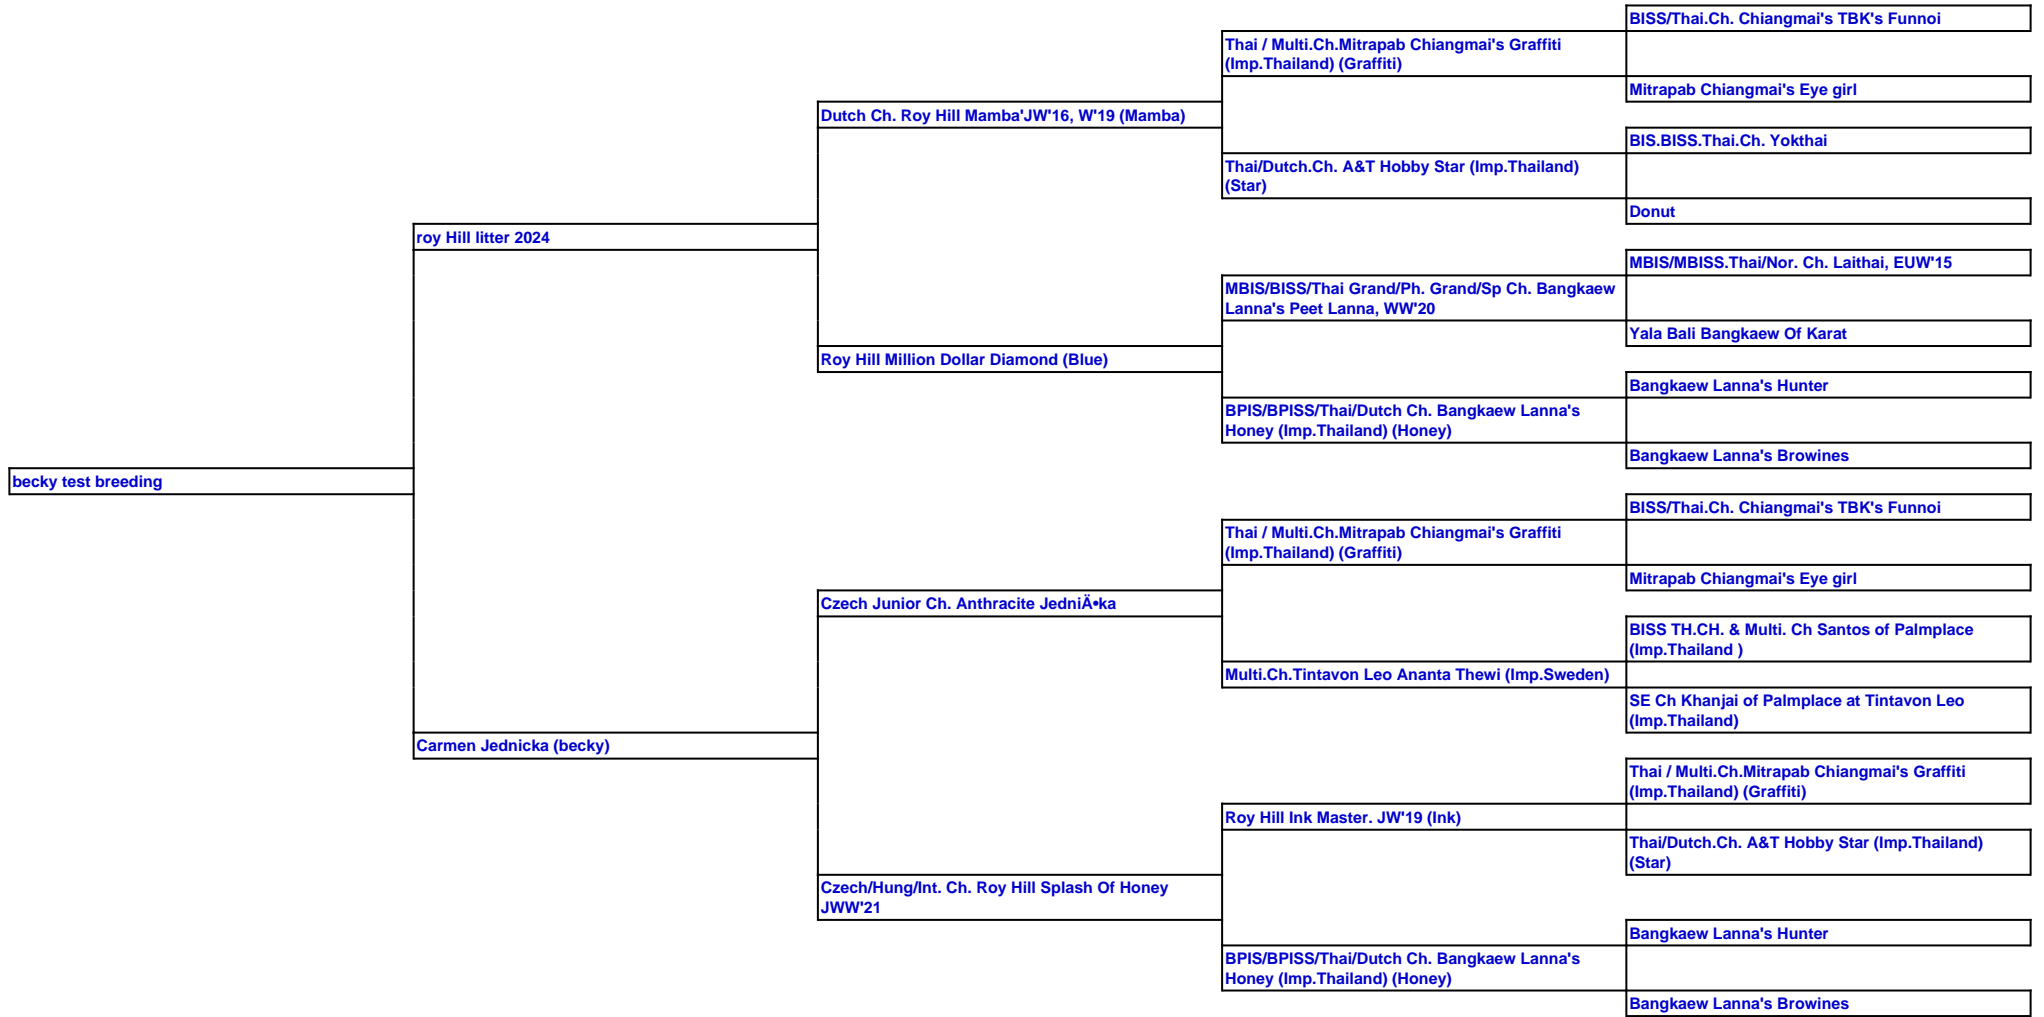 BISS/Thai.Ch. Chiangmai's TBK's Funnoi
Thai / Multi.Ch.Mitrapab Chiangmai's Graffiti
(Imp.Thailand) (Graffiti)
Mitrapab Chiangmai's Eye girl
Dutch Ch. Roy Hill Mamba'JW'16, W'19 (Mamba)
BIS.BISS.Thai.Ch. Yokthai
Thai/Dutch.Ch. A&T Hobby Star (Imp.Thailand)
(Star)
Donut
roy Hill litter 2024
MBIS/MBISS.Thai/Nor. Ch. Laithai, EUW'15
MBIS/BISS/Thai Grand/Ph. Grand/Sp Ch. Bangkaew
Lanna's Peet Lanna, WW'20
Yala Bali Bangkaew Of Karat
Roy Hill Million Dollar Diamond (Blue)
Bangkaew Lanna's Hunter
BPIS/BPISS/Thai/Dutch Ch. Bangkaew Lanna's
Honey (Imp.Thailand) (Honey)
Bangkaew Lanna's Browines
becky test breeding
BISS/Thai.Ch. Chiangmai's TBK's Funnoi
Thai / Multi.Ch.Mitrapab Chiangmai's Graffiti
(Imp.Thailand) (Graffiti)
Mitrapab Chiangmai's Eye girl
Czech Junior Ch. Anthracite JedniÄ•ka
BISS TH.CH. & Multi. Ch Santos of Palmplace
(Imp.Thailand )
Multi.Ch.Tintavon Leo Ananta Thewi (Imp.Sweden)
SE Ch Khanjai of Palmplace at Tintavon Leo
(Imp.Thailand)
Carmen Jednicka (becky)
Thai / Multi.Ch.Mitrapab Chiangmai's Graffiti
(Imp.Thailand) (Graffiti)
Roy Hill Ink Master. JW'19 (Ink)
Thai/Dutch.Ch. A&T Hobby Star (Imp.Thailand)
(Star)
Czech/Hung/Int. Ch. Roy Hill Splash Of Honey
JWW'21
Bangkaew Lanna's Hunter
BPIS/BPISS/Thai/Dutch Ch. Bangkaew Lanna's
Honey (Imp.Thailand) (Honey)
Bangkaew Lanna's Browines